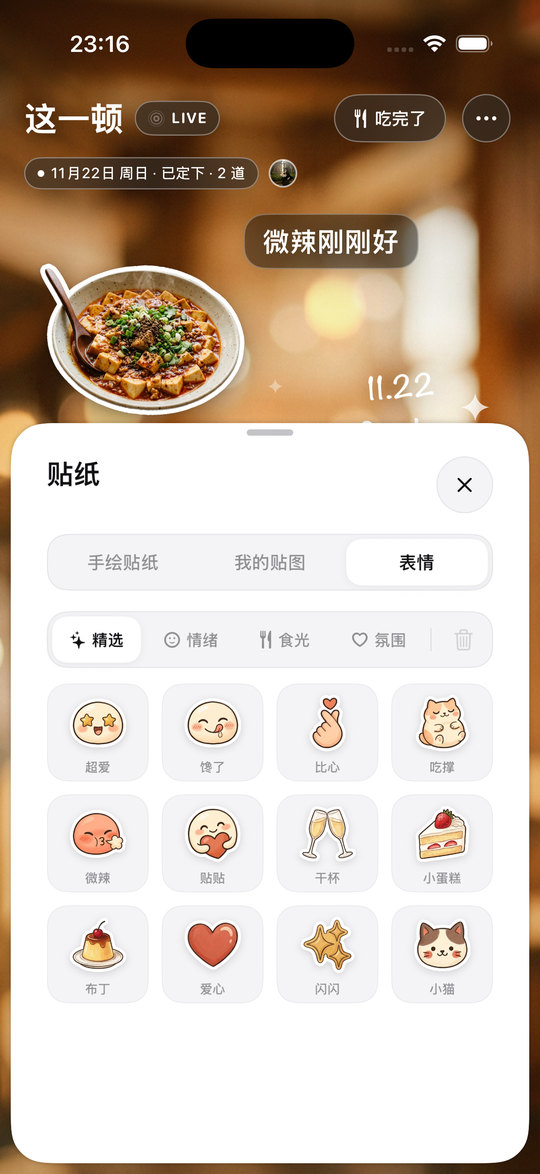 23:16
这一顿
LIVE
吃完了
11月22日 周日 · 已定下 · 2 道
微辣刚刚好
11.22
贴纸
手绘贴纸
我的贴图
表情
精选
情绪
食光
氛围
超爱
馋了
比心
吃撑
微辣
贴贴
干杯
小蛋糕
布丁
爱心
闪闪
小猫